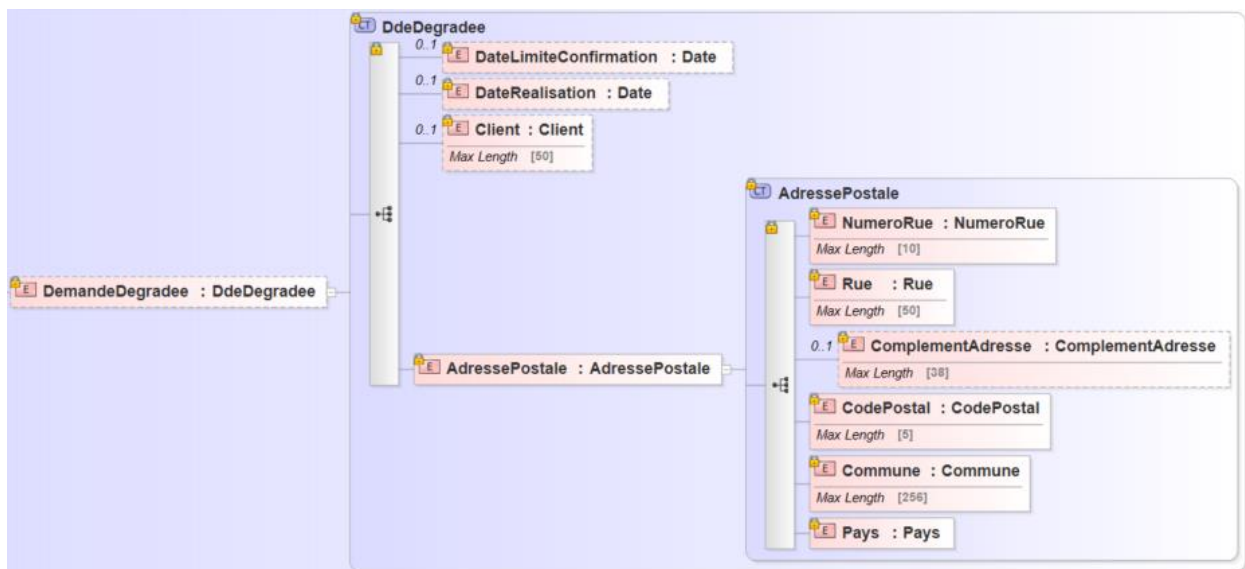 CT DdeDegradee
0..1 E DateLimiteConfirmation : Date
0..1 E DateRealisation : Date
0..1 E Client : Client
Max Length [50]
CT AdressePostale
E NumeroRue : NumeroRue
Max Length [10]
E Rue : Rue
Max Length [50]
E DemandeDegradee : DdeDegradee
0..1 E ComplementAdresse : ComplementAdresse
Max Length [38]
E AdressePostale : AdressePostale
E CodePostal : CodePostal
Max Length [5]
E Commune : Commune
Max Length [256]
E Pays : Pays